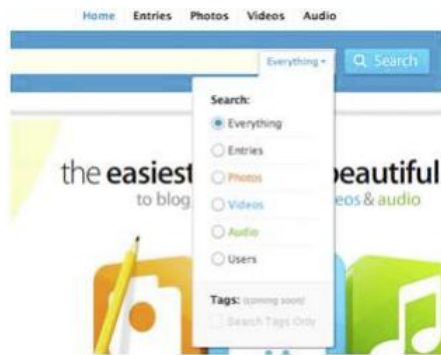 Home Entries Photos Videos Audio
Everything
Search
Search:
Everything
Entries
Photos
Videos
Audio
Users
Tags: (coming soon)
Search Tags Only
the easiest beautiful
to blog eos & audio